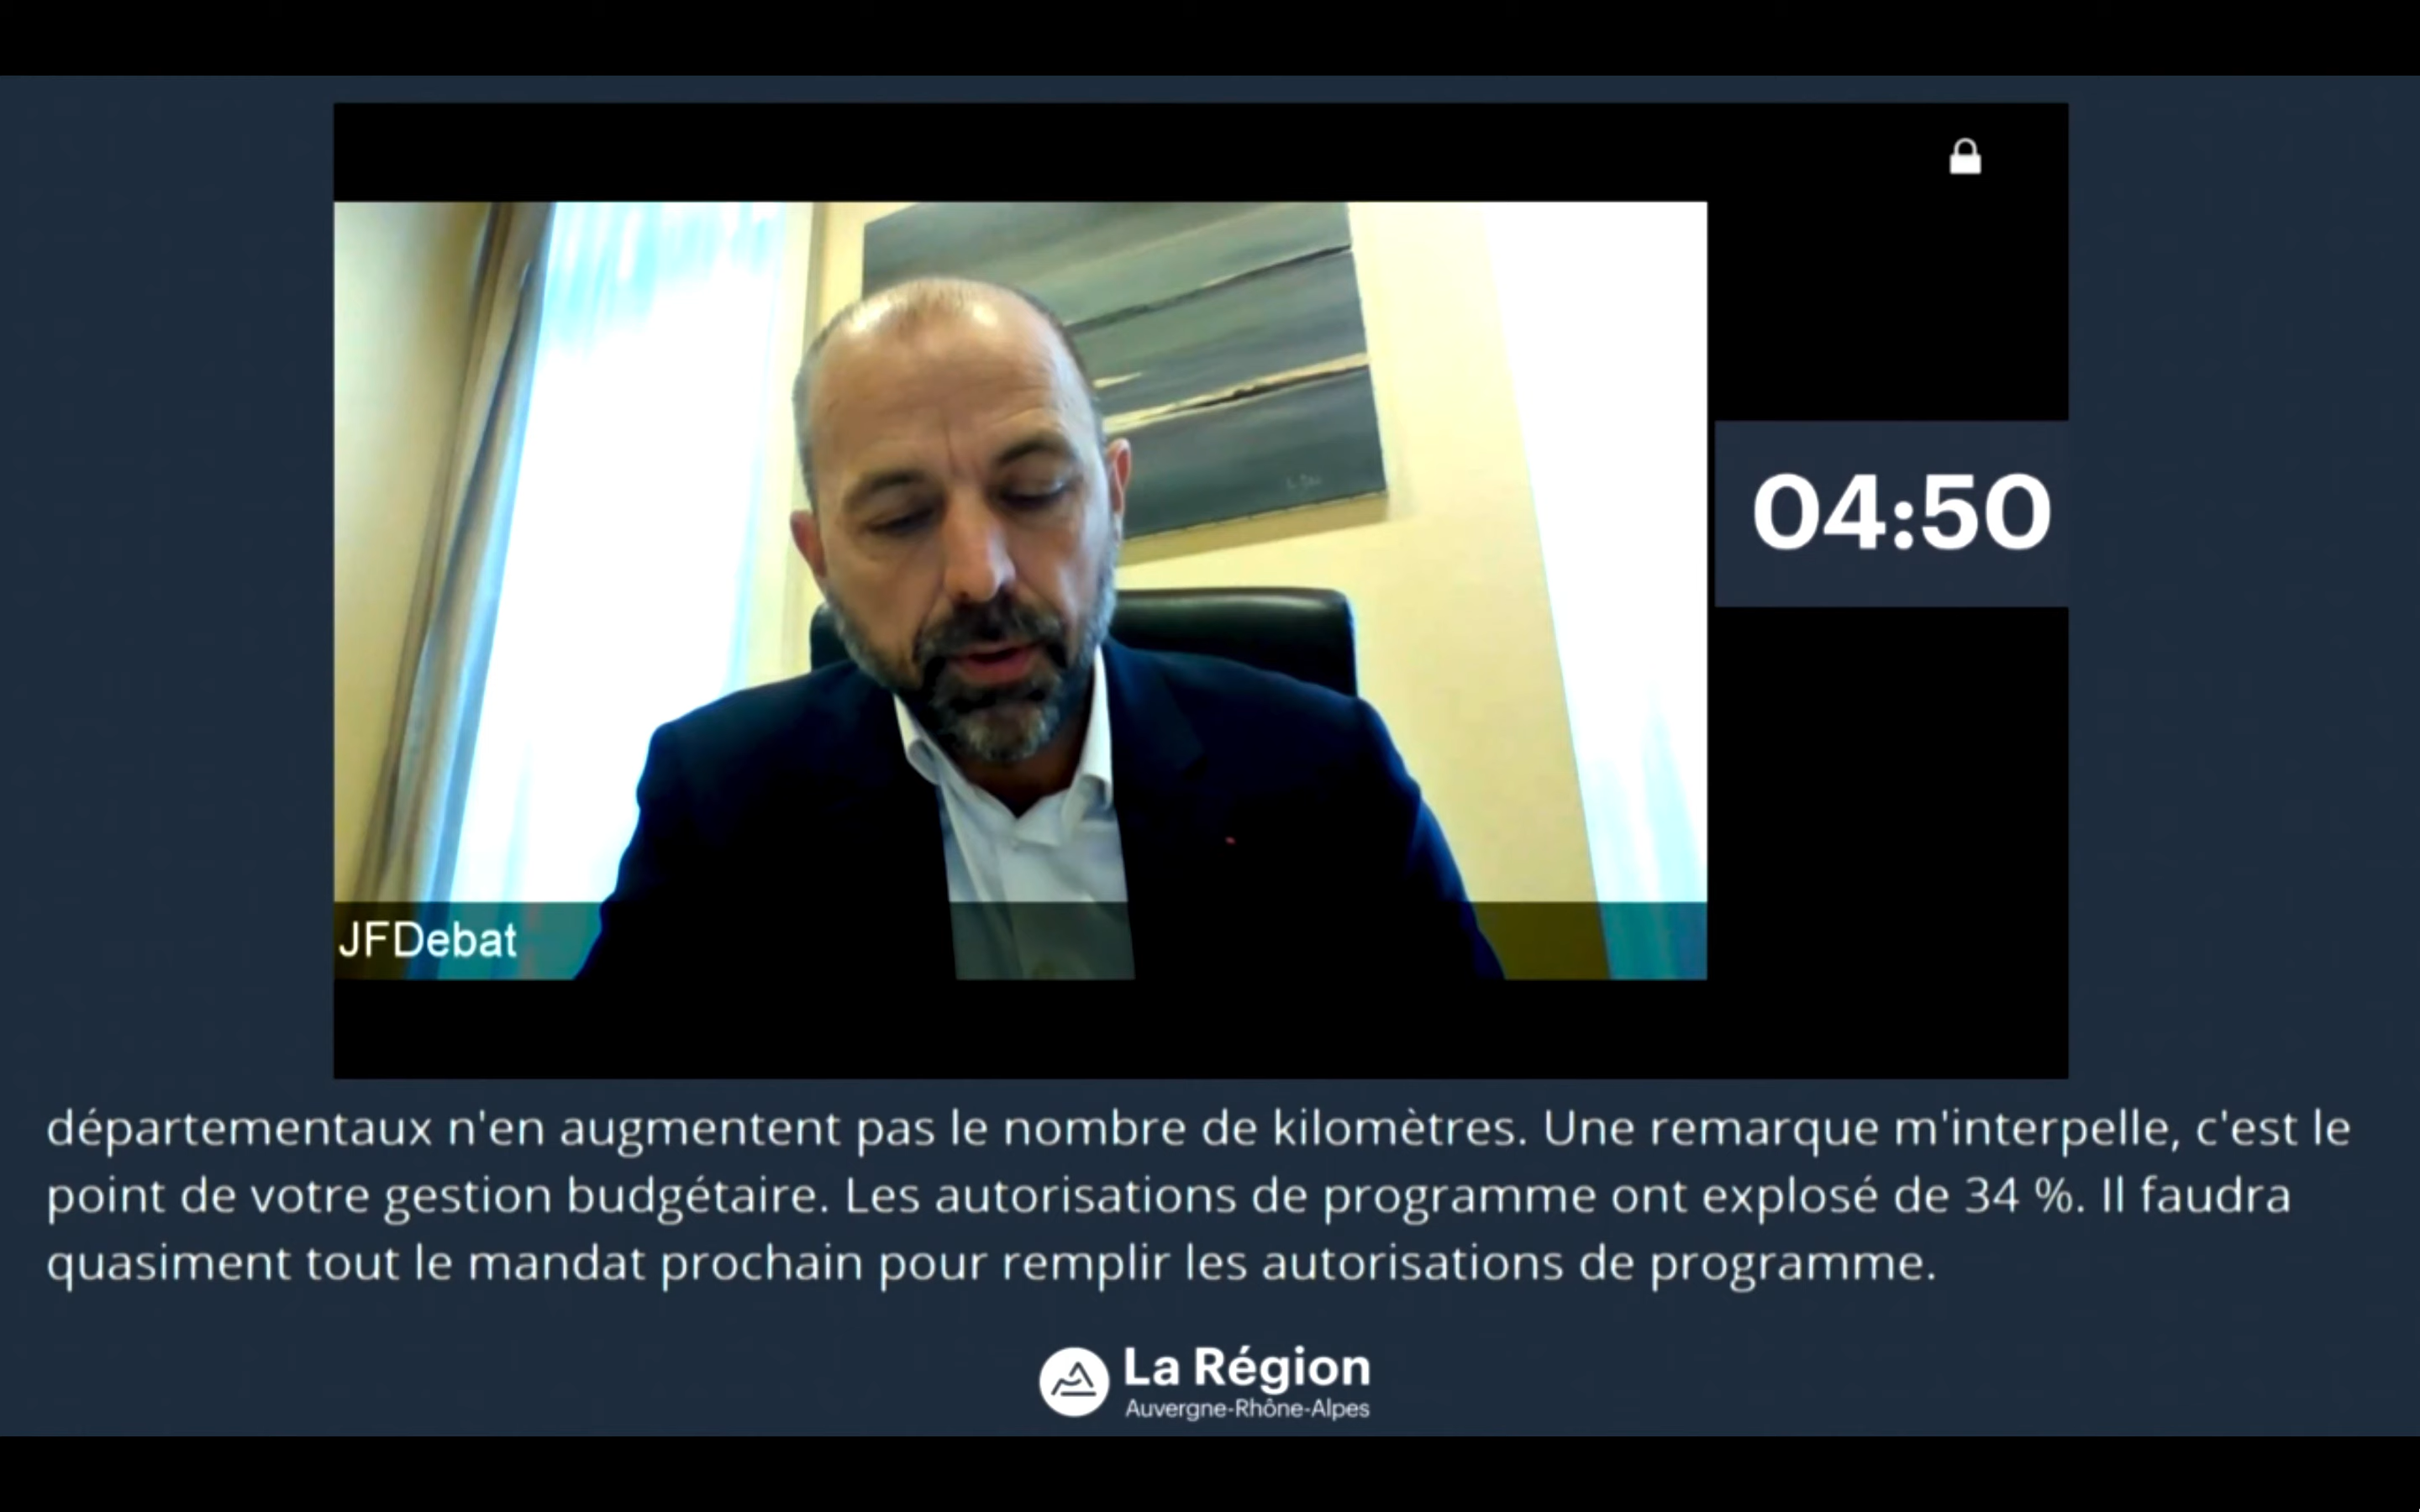 04:50
JFDebat
départementaux n'en augmentent pas le nombre de kilomètres. Une remarque m'interpelle, c'est le
point de votre gestion budgétaire. Les autorisations de programme ont explosé de 34 %. Il faudra
quasiment tout le mandat prochain pour remplir les autorisations de programme.
La Région
Auvergne-Rhône-Alpes